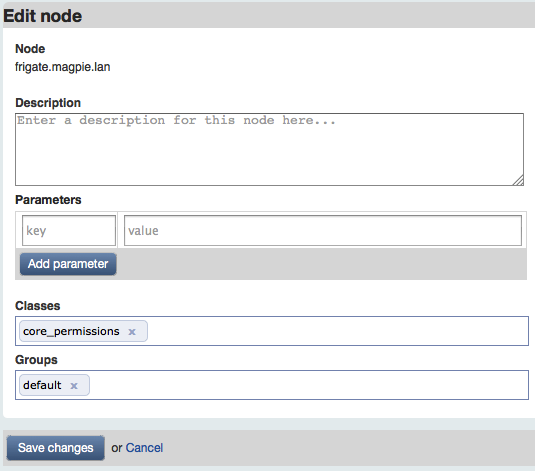 Edit node
Node
frigate.magpie.lan
Description
Enter a description for this node here...
Parameters
key value
Add parameter
Classes
core_permissions x
Groups
default x
Save changes or Cancel